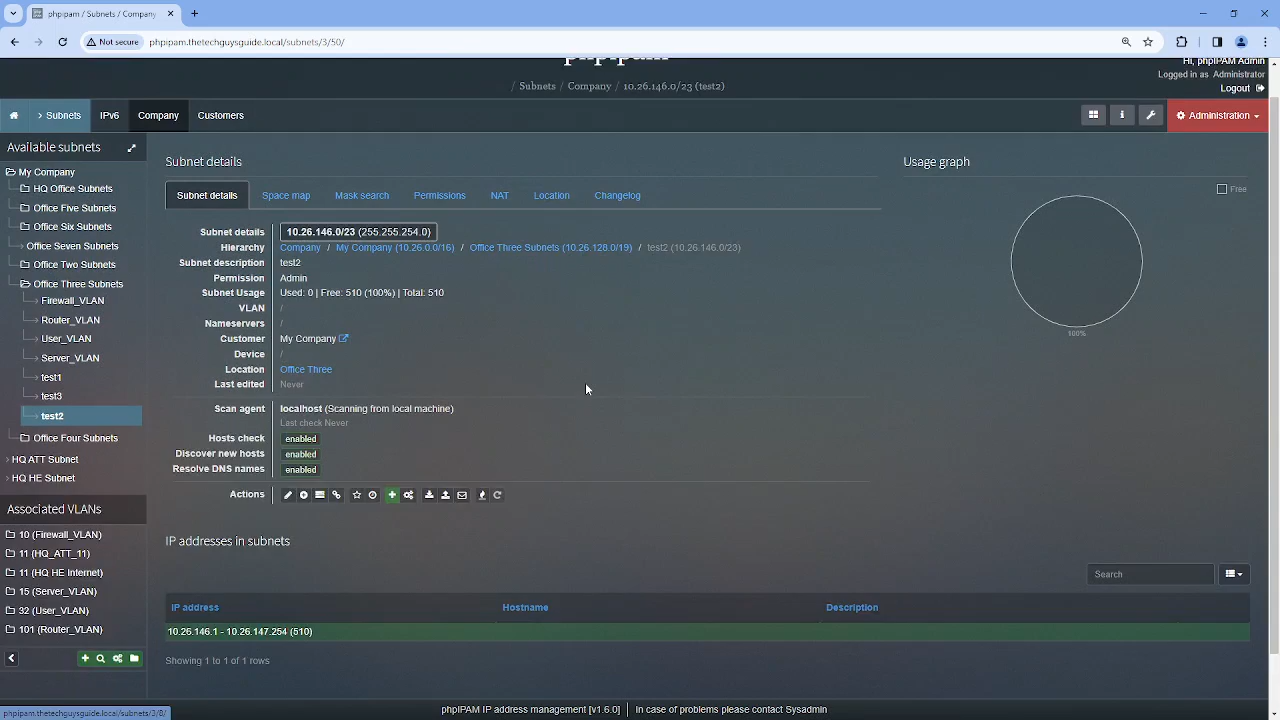 phpipam / Subnets / Company
Not secure
phpipam.thetechguysguide.local/subnets/3/50/
phpIPAM
Hi, phpIPAM Admin
/ Subnets / Company / 10.26.146.0/23 (test2)
Logged in as Administrator
Logout
> Subnets
IPv6
Company
Customers
Administration
Available subnets
My Company
HQ Office Subnets
Office Five Subnets
Office Six Subnets
Office Seven Subnets
Office Two Subnets
Office Three Subnets
Firewall_VLAN
Router_VLAN
User_VLAN
Server_VLAN
test1
test3
test2
Office Four Subnets
HQ ATT Subnet
HQ HE Subnet
Associated VLANs
10 (Firewall_VLAN)
11 (HQ ATT_11)
11 (HQ HE Internet)
15 (Server_VLAN)
32 (User_VLAN)
101 (Router_VLAN)
Subnet details
Subnet details
Space map
Mask search
Permissions
NAT
Location
Changelog
Subnet details 10.26.146.0/23 (255.255.254.0)
Hierarchy Company / My Company (10.26.0.0/16) / Office Three Subnets (10.26.128.0/19) / test2 (10.26.146.0/23)
Subnet description test2
Permission Admin
Subnet Usage Used: 0 | Free: 510 (100%) | Total: 510
VLAN /
Nameservers /
Customer My Company
Device /
Location Office Three
Last edited Never
Scan agent localhost (Scanning from local machine)
Last check Never
Hosts check enabled
Discover new hosts enabled
Resolve DNS names enabled
Actions
Usage graph
Free
100%
IP addresses in subnets
Search
IP address Hostname Description
10.26.146.1 - 10.26.147.254 (510)
Showing 1 to 1 of 1 rows
phpIPAM IP address management [v1.6.0] | In case of problems please contact Sysadmin
phpipam.thetechguysguide.local/subnets/3/8/